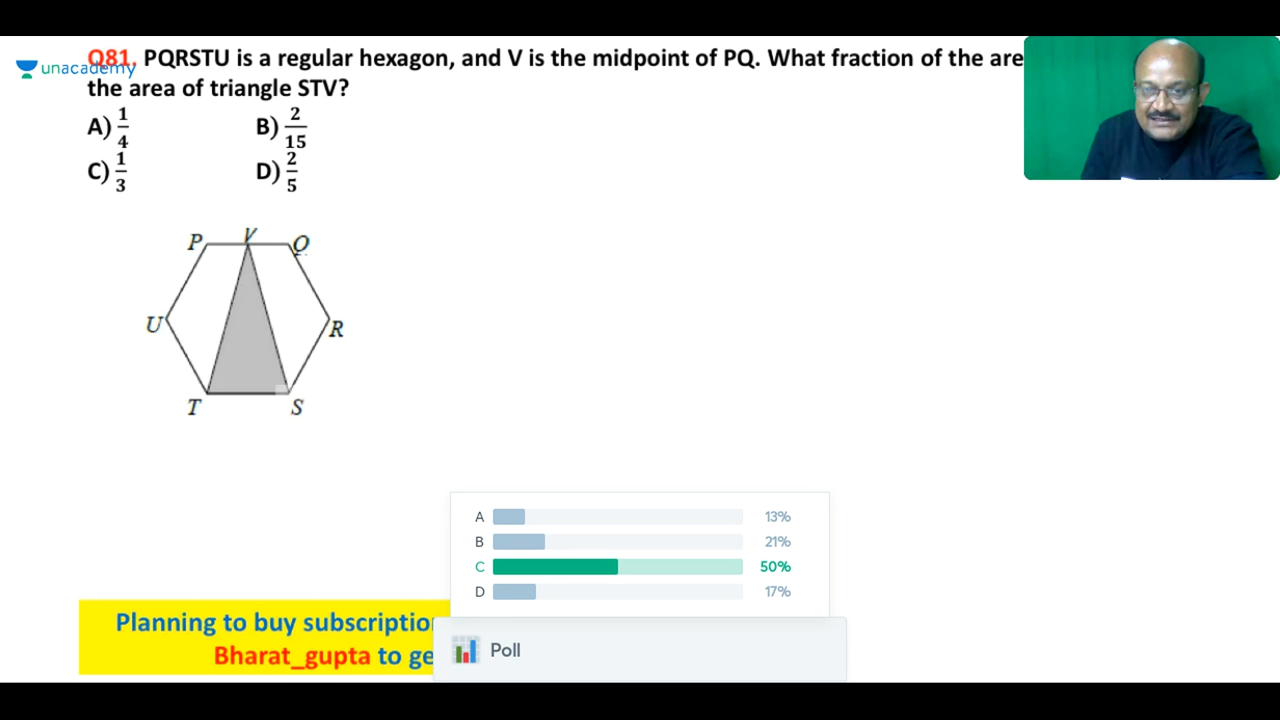 Q81. PQRSTU is a regular hexagon, and V is the midpoint of PQ. What fraction of the are
unacademy
the area of triangle STV?
A) 1/4 B) 2/15
C) 1/3 D) 2/5
P V Q
U R
T S
A 13%
B 21%
C 50%
D 17%
Planning to buy subscription
Bharat_gupta to ge
Poll